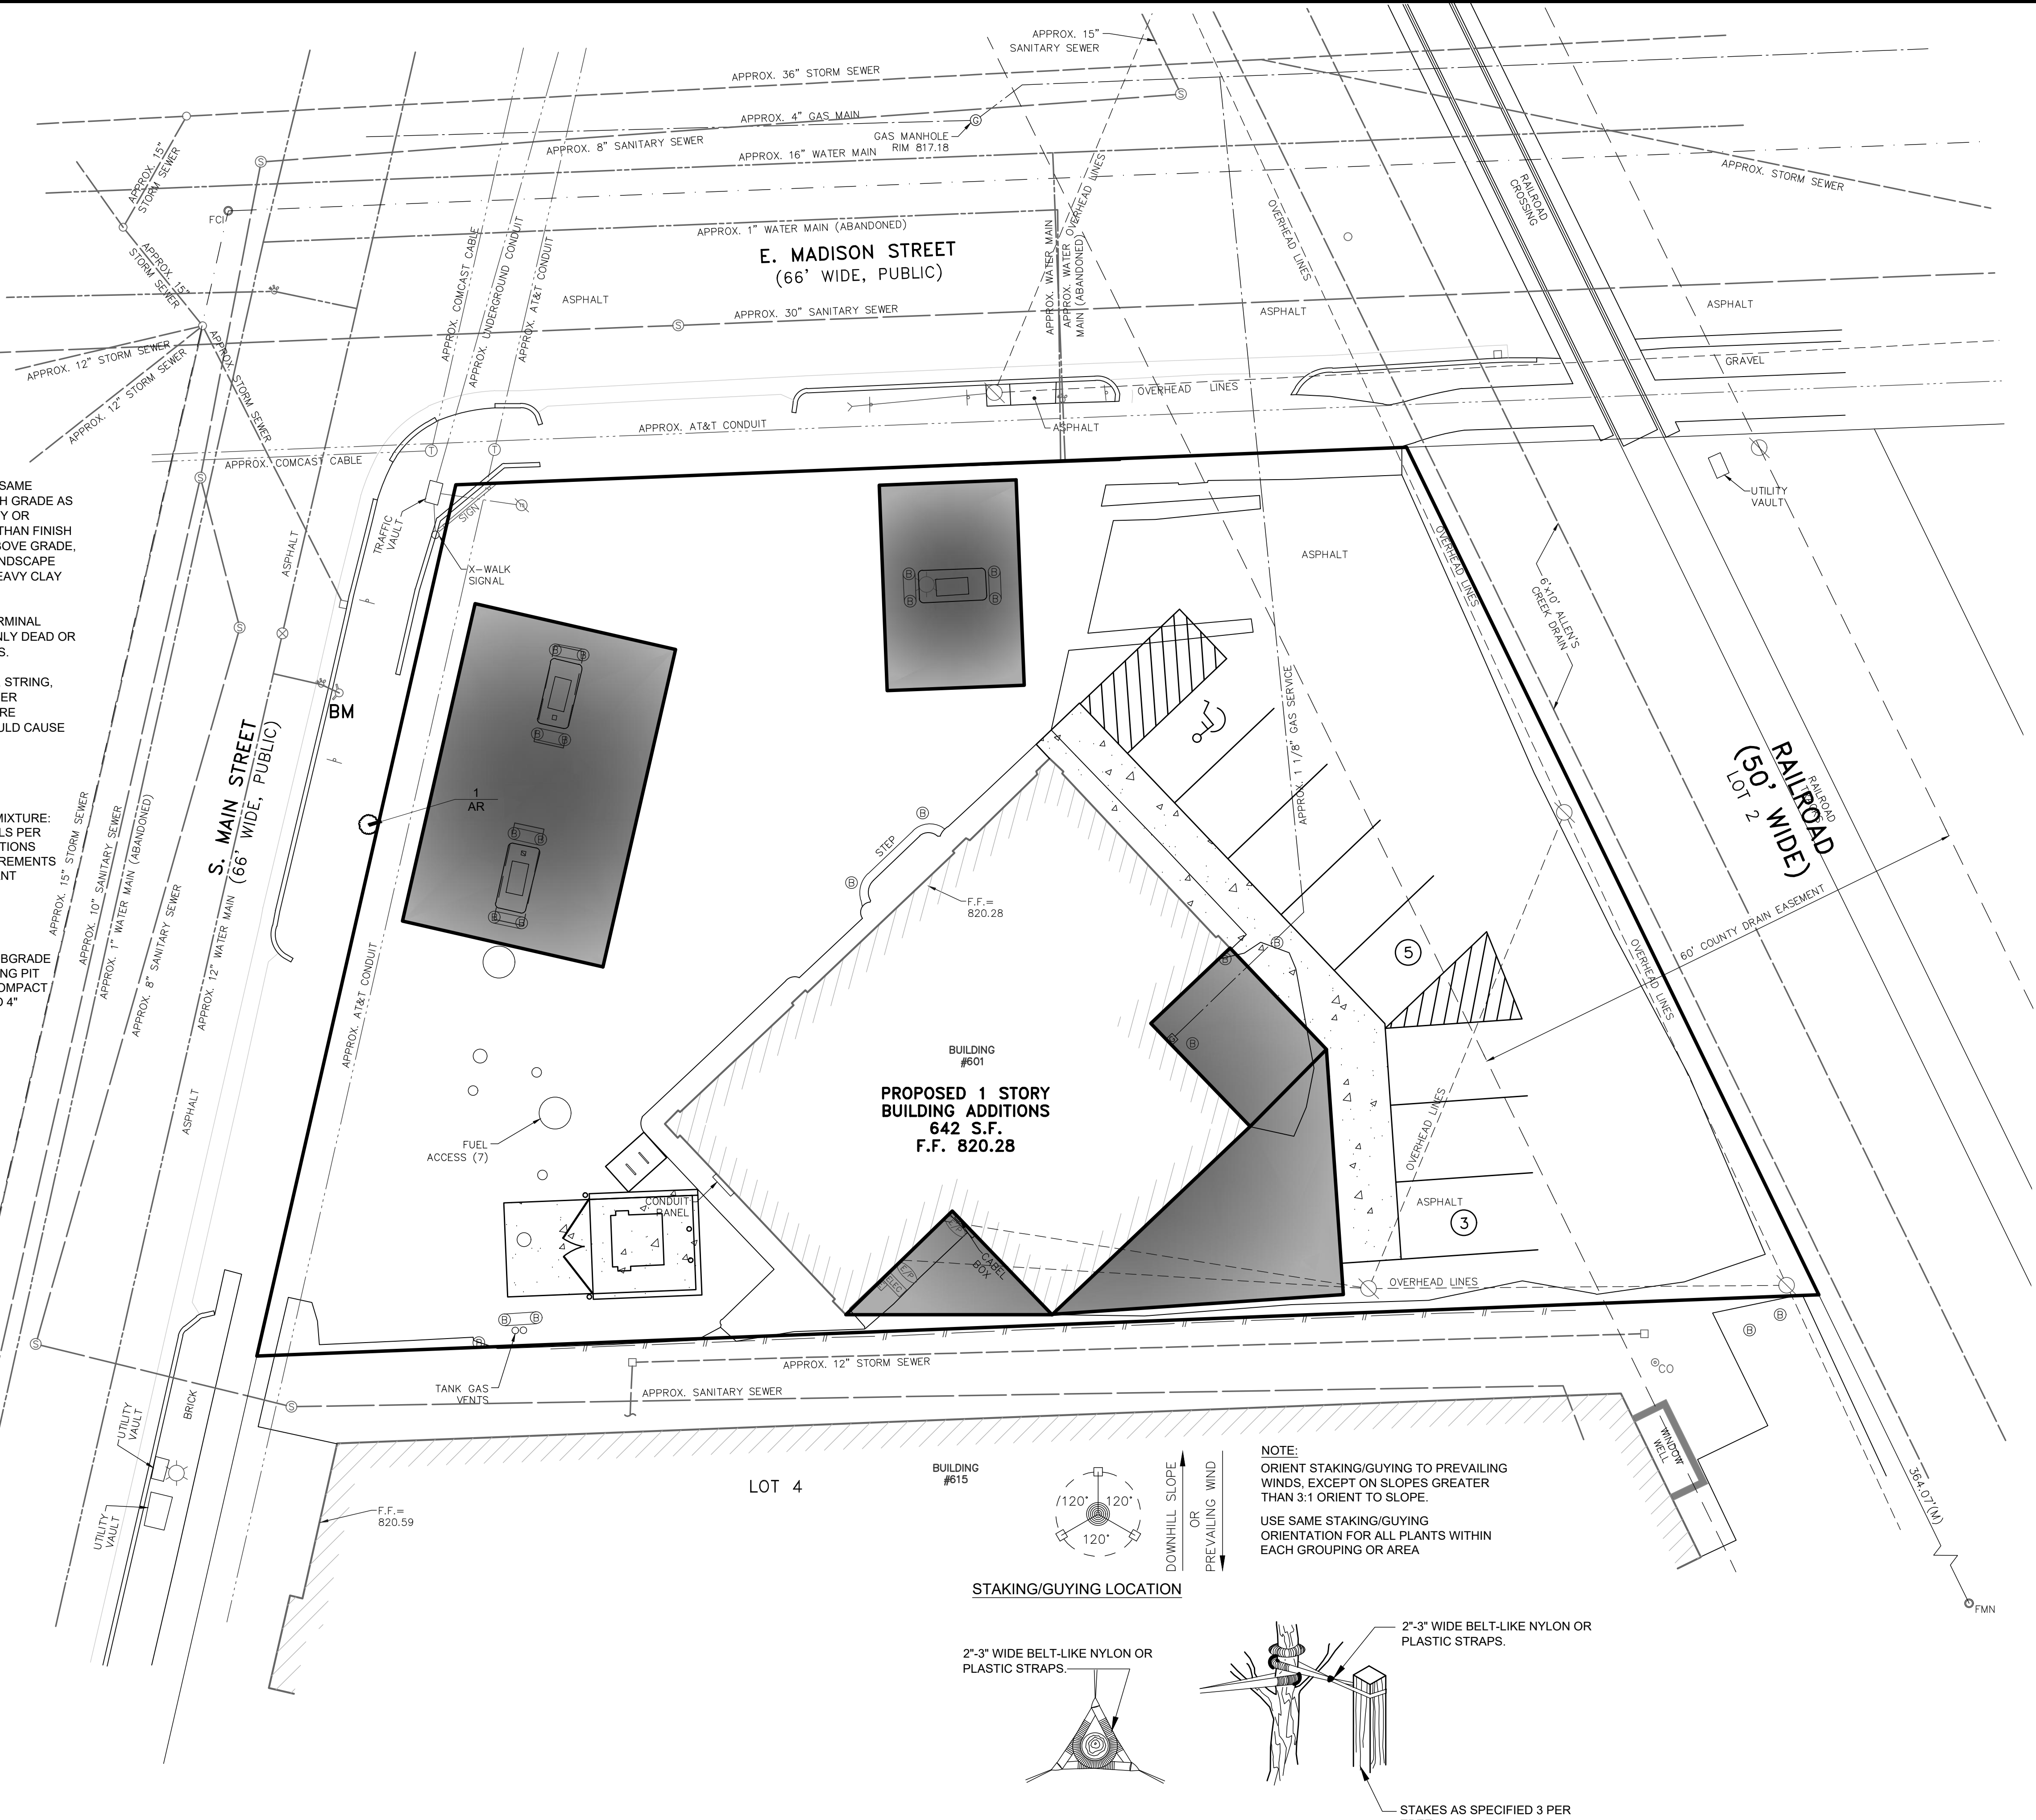 APPROX. 15"
SANITARY SEWER
APPROX. 36" STORM SEWER
APPROX. 4" GAS MAIN
GAS MANHOLE
RIM 817.18
APPROX. 8" SANITARY SEWER
APPROX. 16" WATER MAIN
APPROX. 15"
STORM SEWER
FCI
APPROX. 15"
STORM SEWER
APPROX. 1" WATER MAIN (ABANDONED)
E. MADISON STREET
(66' WIDE, PUBLIC)
APPROX. COMCAST CABLE
APPROX. UNDERGROUND CONDUIT
APPROX. AT&T CONDUIT
ASPHALT
APPROX. 30" SANITARY SEWER
APPROX. WATER MAIN
APPROX. WATER
MAIN (ABANDONED)
OVERHEAD LINES
OVERHEAD LINES
ASPHALT
RAILROAD
CROSSING
APPROX. STORM SEWER
ASPHALT
GRAVEL
APPROX. 12" STORM SEWER
APPROX. 12" STORM SEWER
APPROX. STORM SEWER
OVERHEAD LINES
ASPHALT
APPROX. AT&T CONDUIT
APPROX. COMCAST CABLE
T
T
S
S
S
S
S
S
S
S
G
UTILITY
VAULT
SAME
H GRADE AS
Y OR
THAN FINISH
BOVE GRADE,
NDSCAPE
EAVY CLAY
RMINAL
NLY DEAD OR
S.
STRING,
ER
RE
ULD CAUSE
MIXTURE:
LS PER
TIONS
REMENTS
ENT
BGRADE
NG PIT
OMPACT
D 4"
TRAFFIC
VAULT
SIGN
TS
X-WALK
SIGNAL
ASPHALT
BM
S. MAIN STREET
(66' WIDE, PUBLIC)
1
AR
APPROX. 15" STORM SEWER
APPROX. 10" SANITARY SEWER
APPROX. 1" WATER MAIN (ABANDONED)
APPROX. 8" SANITARY SEWER
APPROX. 12" WATER MAIN
APPROX. AT&T CONDUIT
ASPHALT
ASPHALT
OVERHEAD LINES
6'x10' ALLEN'S
CREEK DRAIN
APPROX. 1 1/8" GAS SERVICE
RAILROAD
(50' WIDE)
LOT 2
RAILROAD
60' COUNTY DRAIN EASEMENT
OVERHEAD LINES
OVERHEAD LINES
STEP
F.F.=
820.28
5
BUILDING
#601
PROPOSED 1 STORY
BUILDING ADDITIONS
642 S.F.
F.F. 820.28
FUEL
ACCESS (7)
CONDUIT
PANEL
CABEL
BOX
E/P
ELEC
ASPHALT
3
OVERHEAD LINES
TANK GAS
VENTS
APPROX. 12" STORM SEWER
APPROX. SANITARY SEWER
CO
UTILITY
VAULT
BRICK
UTILITY
VAULT
F.F.=
820.59
LOT 4
BUILDING
#615
WINDOW
WELL
364.07'(M)
FMN
120°
120°
120°
DOWNHILL SLOPE
OR
PREVAILING WIND
NOTE:
ORIENT STAKING/GUYING TO PREVAILING
WINDS, EXCEPT ON SLOPES GREATER
THAN 3:1 ORIENT TO SLOPE.
USE SAME STAKING/GUYING
ORIENTATION FOR ALL PLANTS WITHIN
EACH GROUPING OR AREA
STAKING/GUYING LOCATION
2"-3" WIDE BELT-LIKE NYLON OR
PLASTIC STRAPS.
2"-3" WIDE BELT-LIKE NYLON OR
PLASTIC STRAPS.
STAKES AS SPECIFIED 3 PER